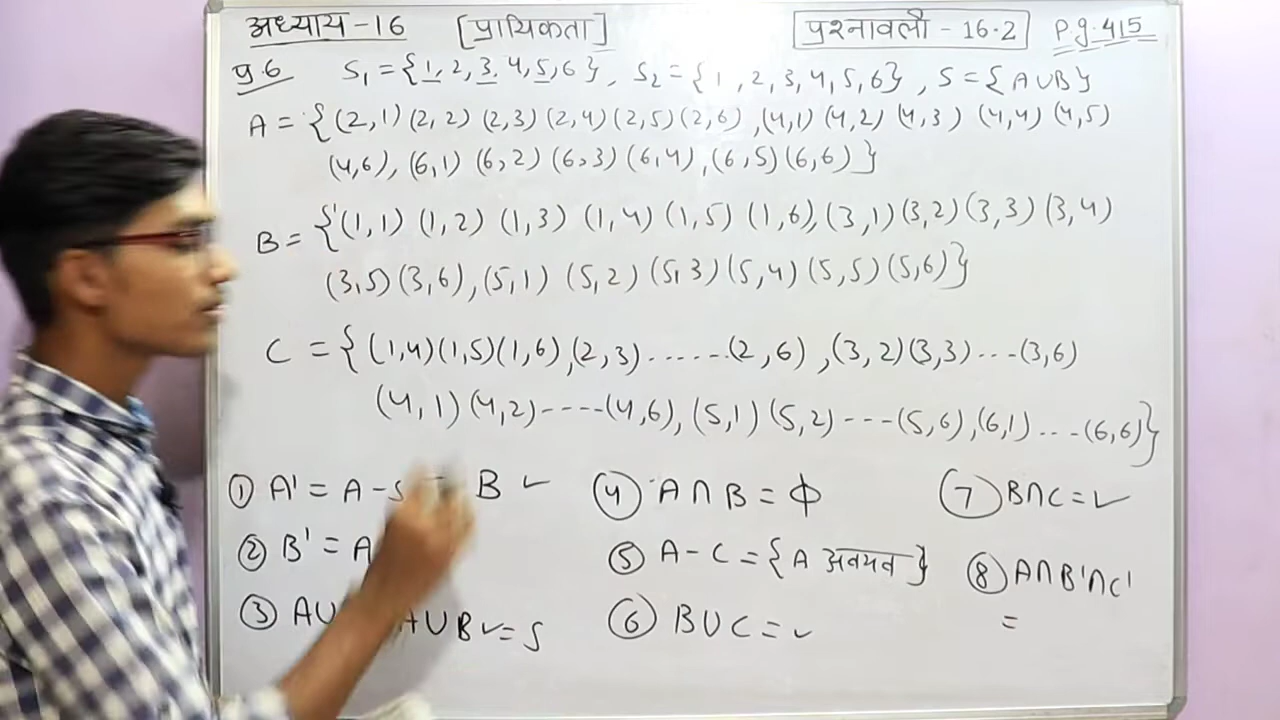 अध्याय-16 [प्रायिकता] प्रश्नावली-16.2 pg.415
प्र.6 S₁={1,2,3,4,5,6}, S₂={1,2,3,4,5,6}, S={A∪B}
A={(2,1)(2,2)(2,3)(2,4)(2,5)(2,6),(4,1)(4,2)(4,3)(4,4)(4,5)
(4,6),(6,1)(6,2)(6,3)(6,4),(6,5)(6,6)}
B={(1,1)(1,2)(1,3)(1,4)(1,5)(1,6),(3,1)(3,2)(3,3)(3,4)
(3,5)(3,6),(5,1)(5,2)(5,3)(5,4)(5,5)(5,6)}
C={(1,4)(1,5)(1,6),(2,3)......(2,6),(3,2)(3,3)...(3,6)
(4,1)(4,2)----(4,6),(5,1)(5,2)---(5,6),(6,1)...-(6,6)}
① A'=A-S = B ✓ ④ A∩B=ϕ ⑦ B∩C=✓
② B'=A ⑤ A-C={A अवयव} ⑧ A∩B'∩C'
=
③ A∪ A∪B✓=S ⑥ B∪C=✓